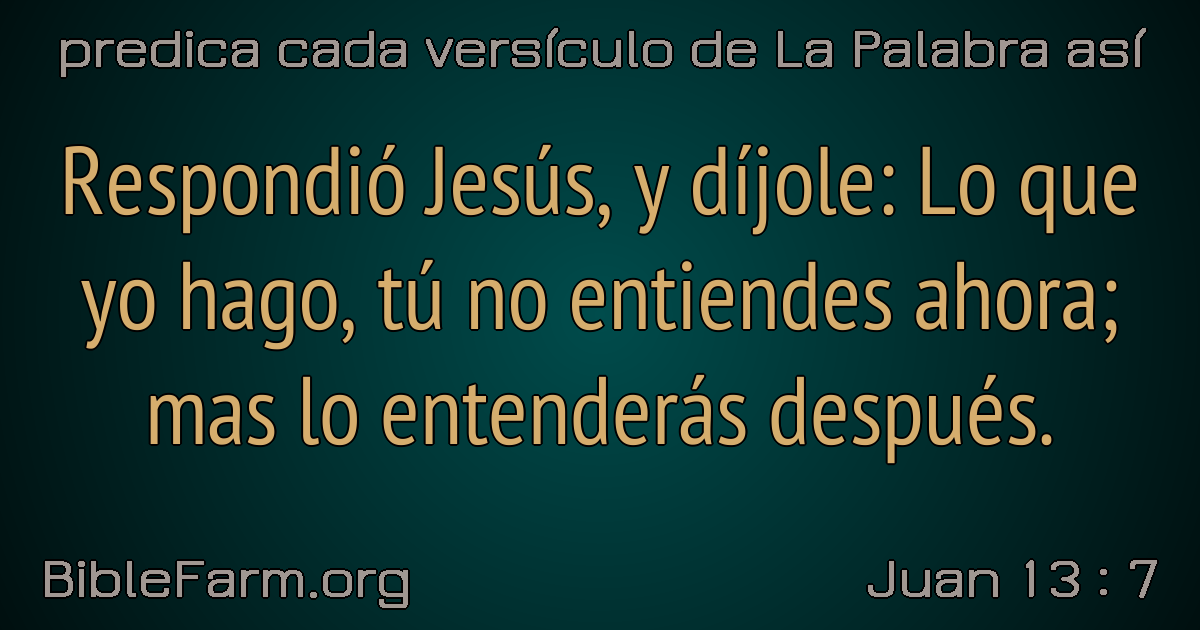 predica cada versículo de La Palabra así
Respondió Jesús, y díjole: Lo que
yo hago, tú no entiendes ahora;
mas lo entenderás después.
BibleFarm.org
Juan 13 : 7